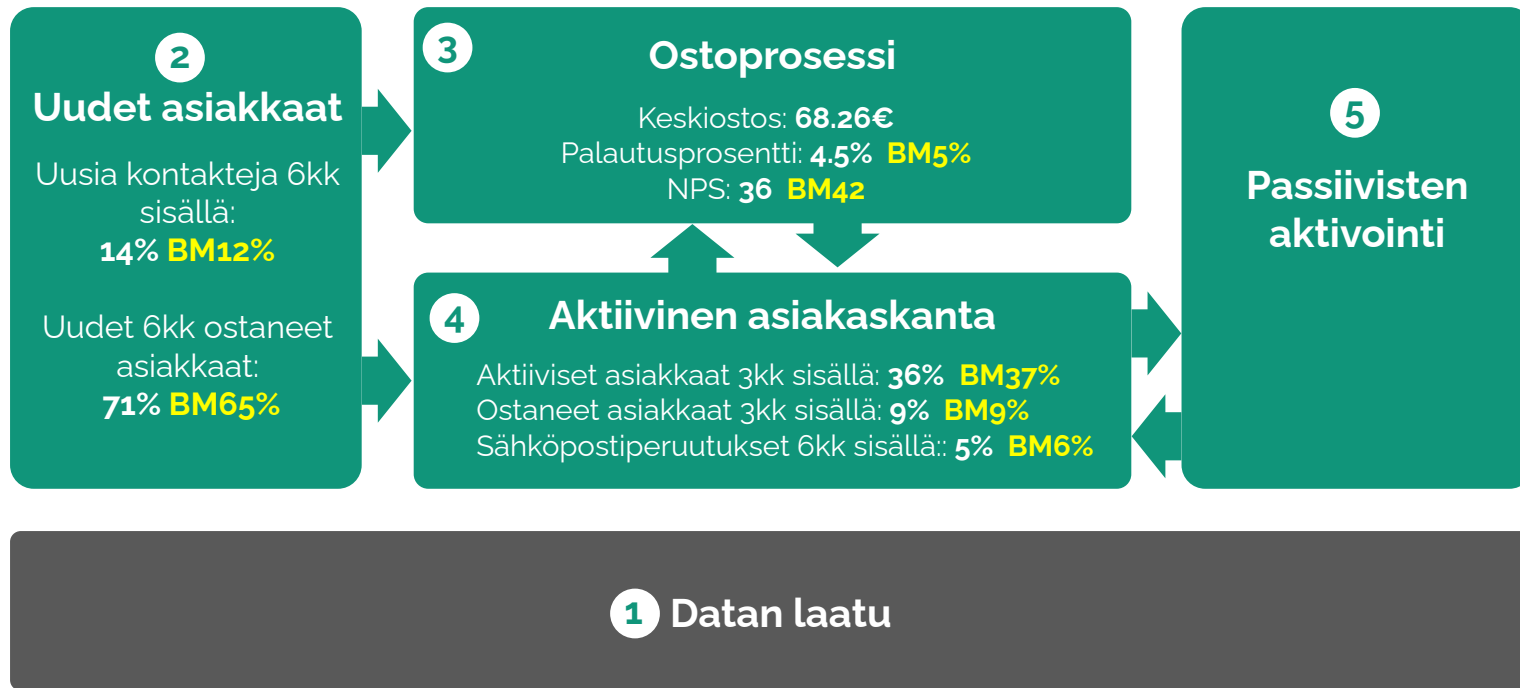 2
Uudet asiakkaat
Uusia kontakteja 6kk
sisällä:
14% BM12%
Uudet 6kk ostaneet
asiakkaat:
71% BM65%
3
Ostoprosessi
Keskiostos: 68.26€
Palautusprosentti: 4.5% BM5%
NPS: 36 BM42
4
Aktiivinen asiakaskanta
Aktiiviset asiakkaat 3kk sisällä: 36% BM37%
Ostaneet asiakkaat 3kk sisällä: 9% BM9%
Sähköpostiperuutukset 6kk sisällä:: 5% BM6%
5
Passiivisten
aktivointi
1 Datan laatu